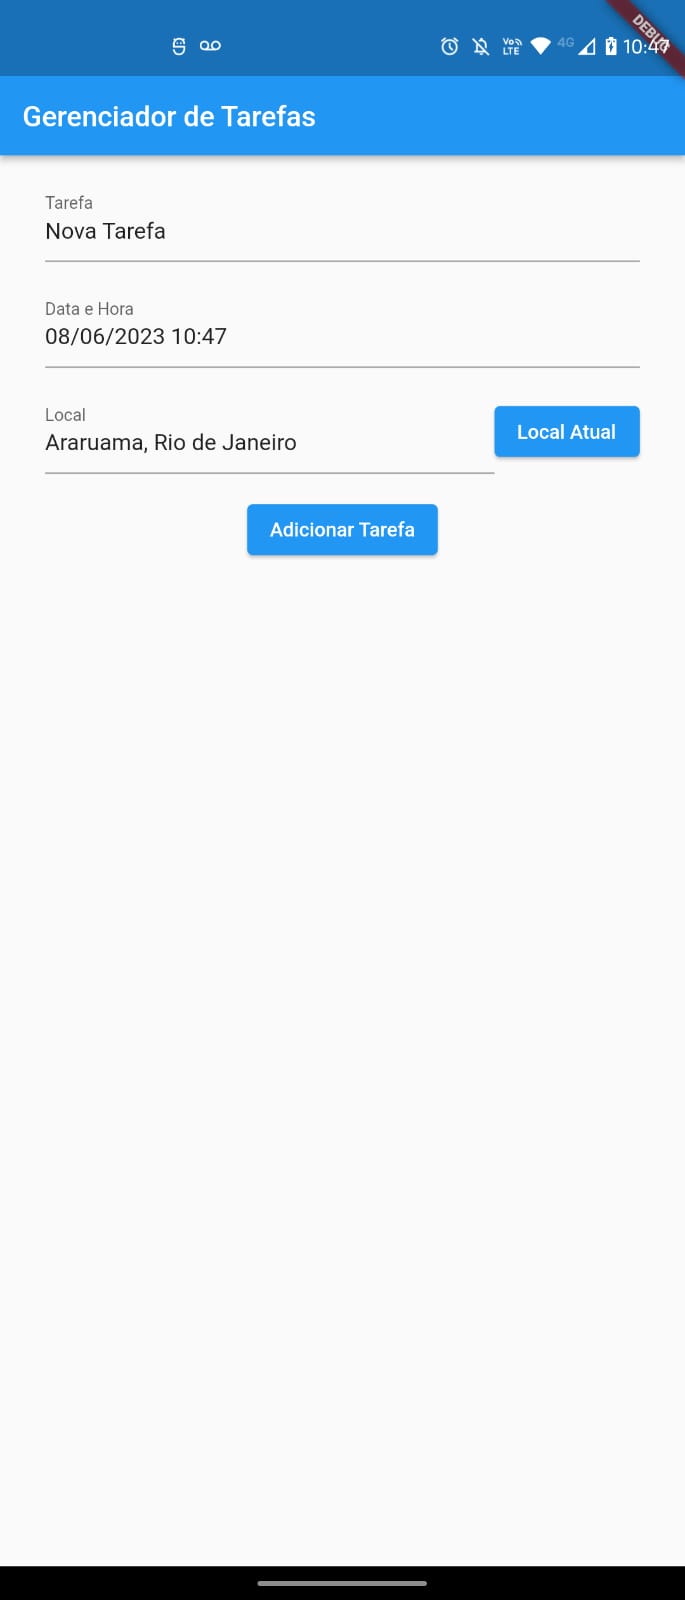 Vo LTE 4G 10:47
DEBUG
Gerenciador de Tarefas
Tarefa
Nova Tarefa
Data e Hora
08/06/2023 10:47
Local
Araruama, Rio de Janeiro
Local Atual
Adicionar Tarefa